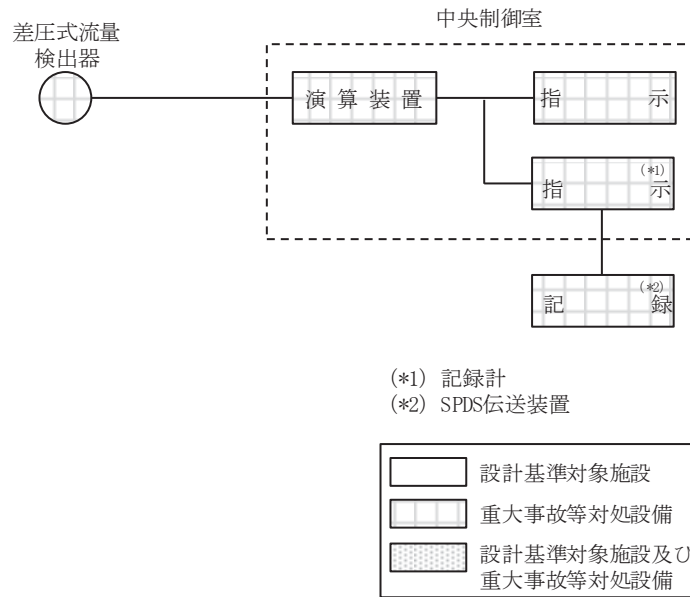 中央制御室
差圧式流量
検出器
演算装置
指示
指示(*1)
記録(*2)
(*1) 記録計
(*2) SPDS伝送装置
設計基準対象施設
重大事故等対処設備
設計基準対象施設及び
重大事故等対処設備